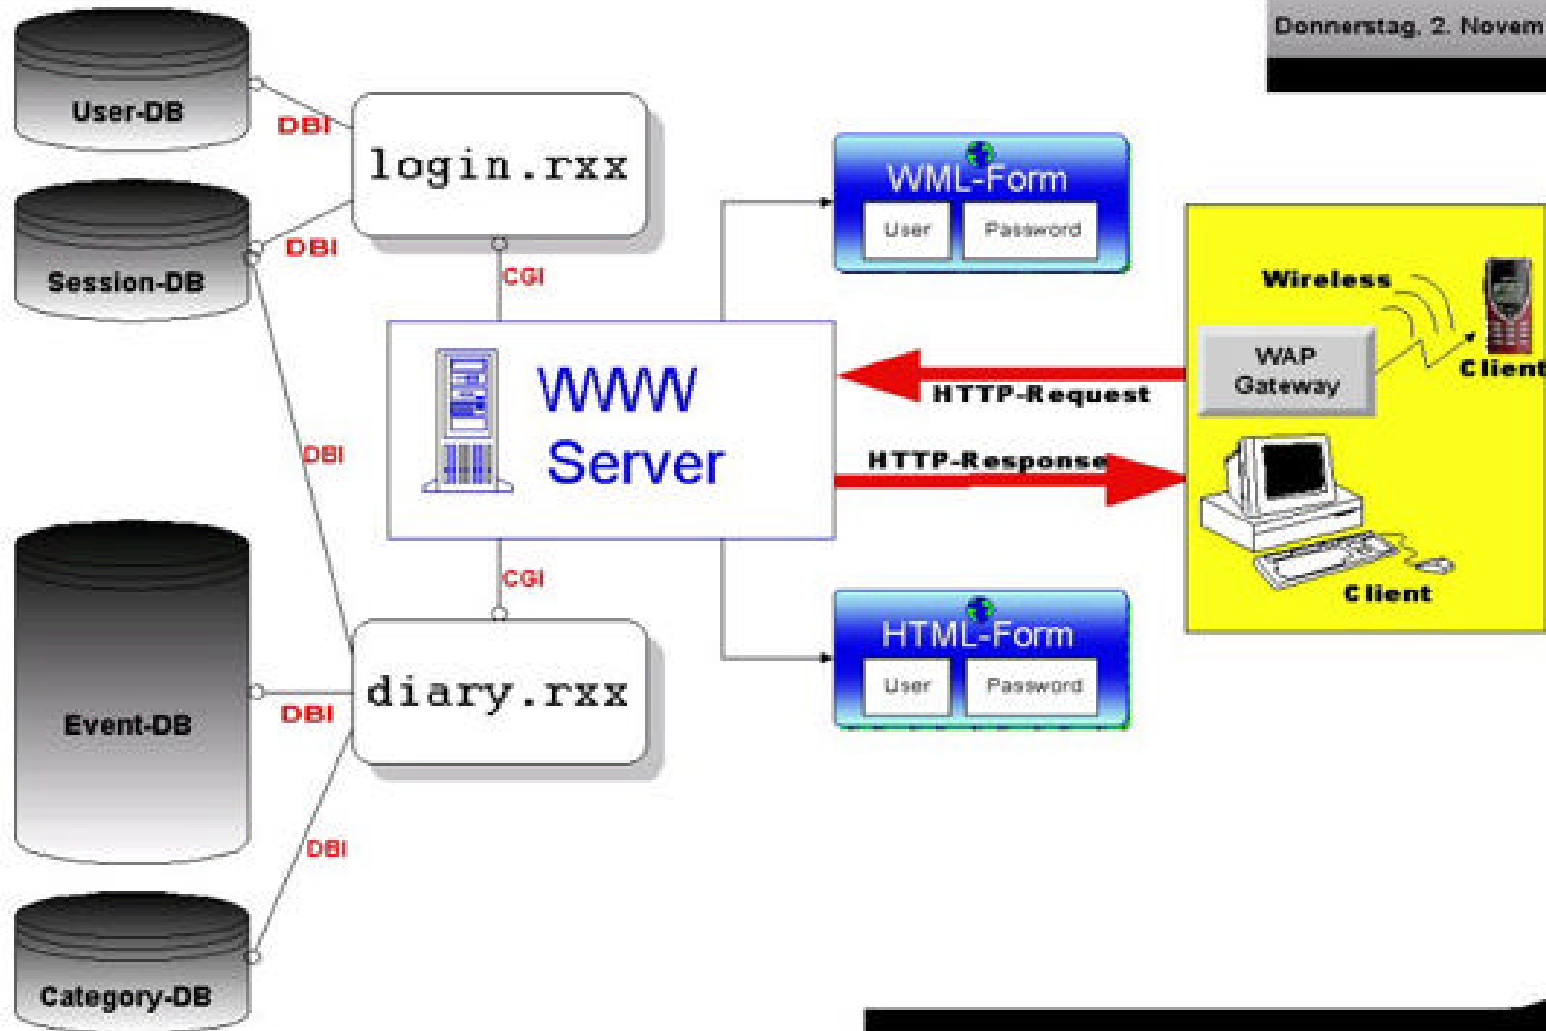 Donnerstag, 2. Novem
User-DB
DBI
login.rxx
WML-Form
User
Password
Session-DB
DBI
CGI
Wireless
Client
WAP
Gateway
WWW
Server
HTTP-Request
HTTP-Response
DBI
Client
CGI
HTML-Form
User
Password
diary.rxx
Event-DB
DBI
DBI
Category-DB